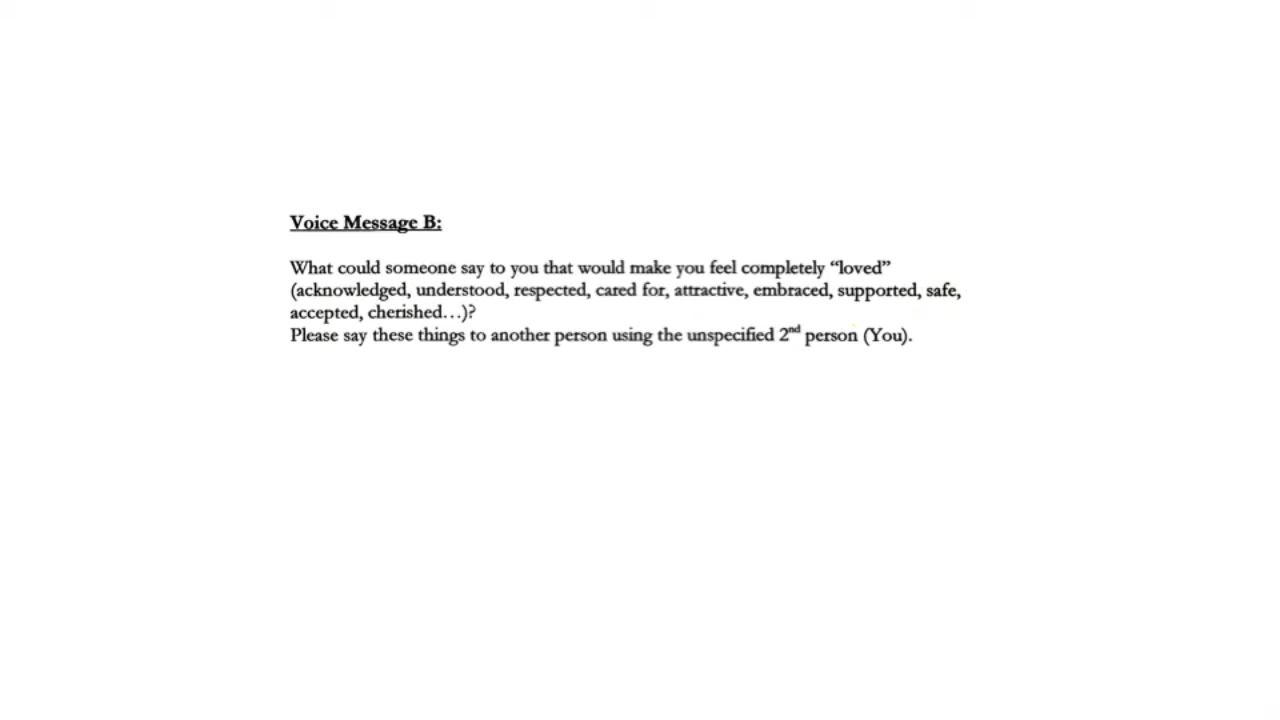 Voice Message B:
What could someone say to you that would make you feel completely “loved”
(acknowledged, understood, respected, cared for, attractive, embraced, supported, safe,
accepted, cherished…)?
Please say these things to another person using the unspecified 2nd person (You).